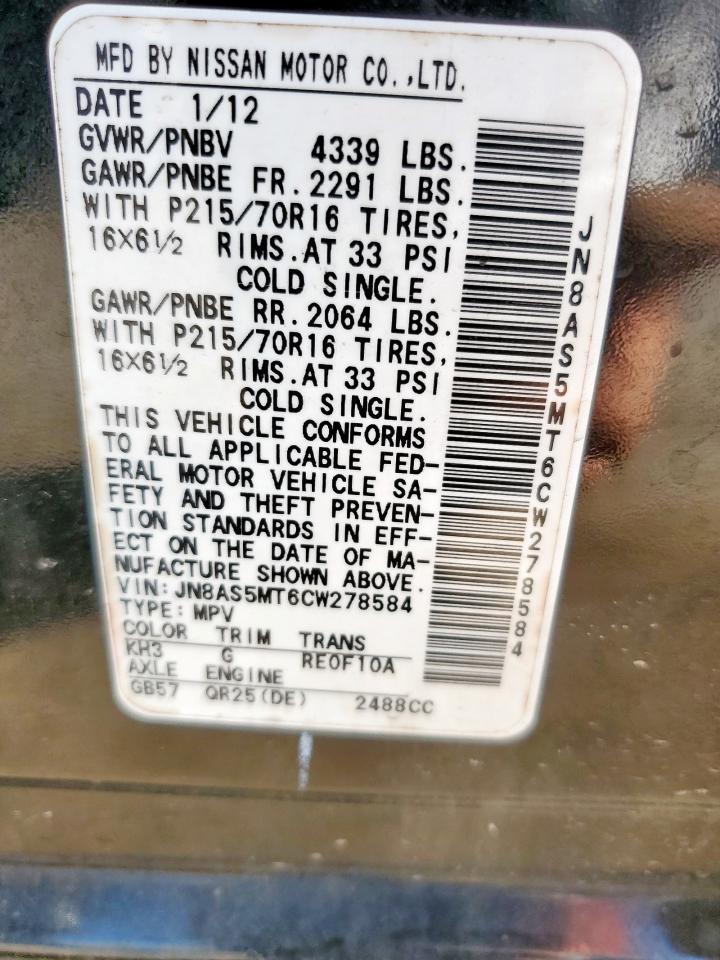 MFD BY NISSAN MOTOR CO.,LTD.
DATE 1/12
GVWR/PNBV 4339 LBS.
GAWR/PNBE FR.2291 LBS.
WITH P215/70R16 TIRES,
16X6½ RIMS.AT 33 PSI
COLD SINGLE.
GAWR/PNBE RR.2064 LBS.
WITH P215/70R16 TIRES,
16X6½ RIMS.AT 33 PSI
COLD SINGLE.
THIS VEHICLE CONFORMS
TO ALL APPLICABLE FED-
ERAL MOTOR VEHICLE SA-
FETY AND THEFT PREVEN-
TION STANDARDS IN EFF-
ECT ON THE DATE OF MA-
NUFACTURE SHOWN ABOVE.
VIN:JN8AS5MT6CW278584
TYPE:MPV
COLOR TRIM TRANS
KH3 G RE0F10A
AXLE ENGINE
GB57 QR25(DE) 2488CC
JN8AS5MT6CW278584